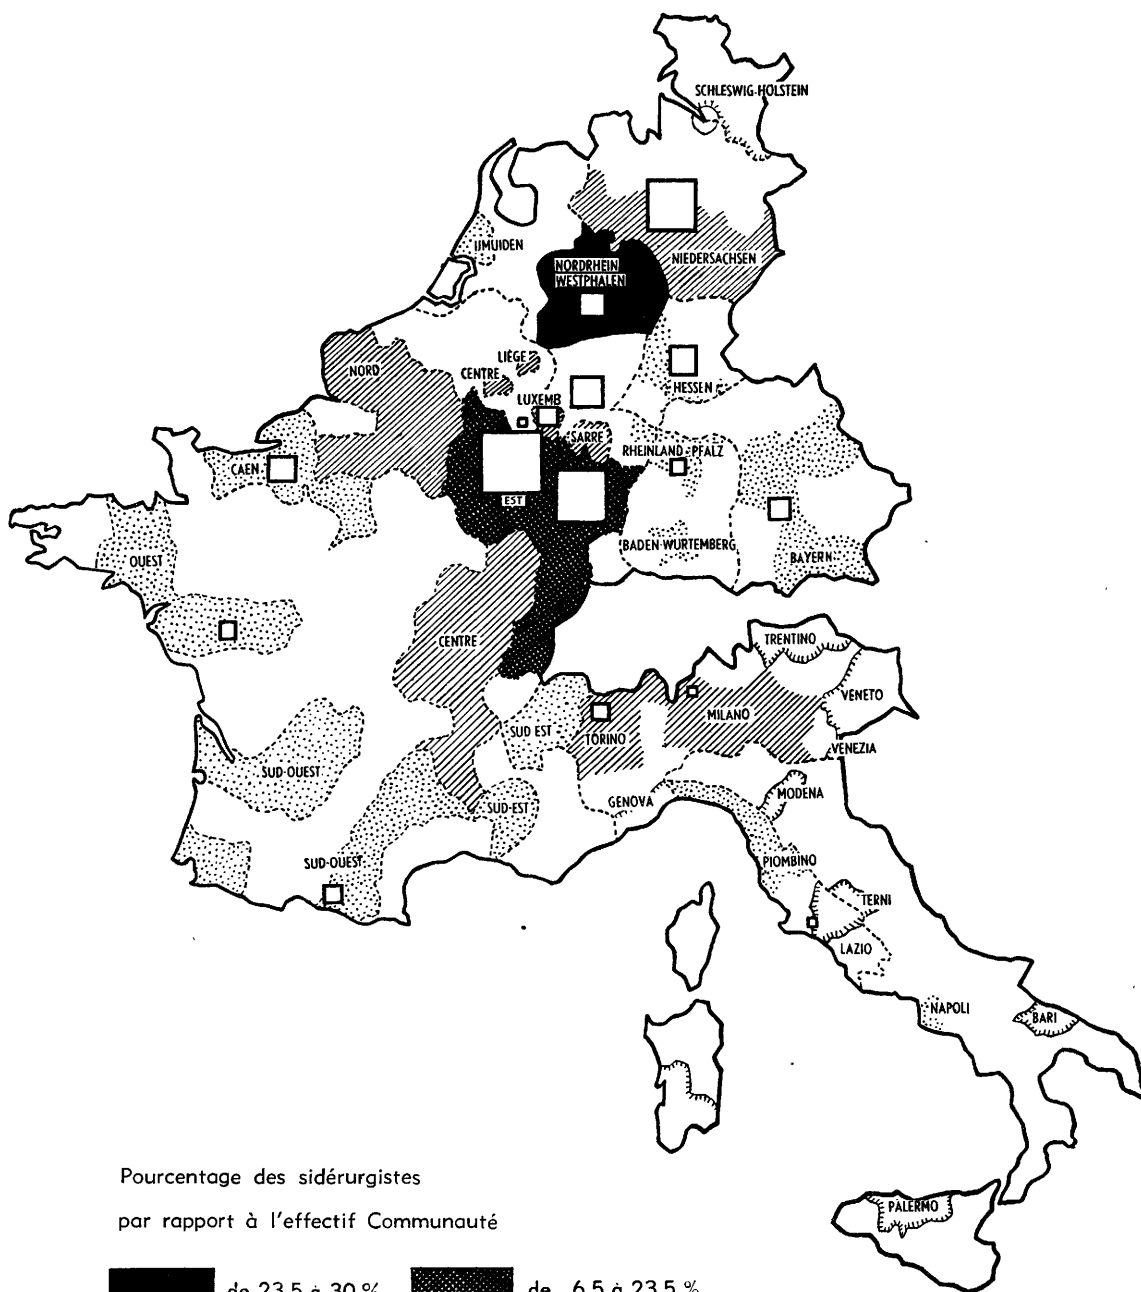 SCHLESWIG-HOLSTEIN
IJMUIDEN
NORDRHEIN
WESTPHALEN
NIEDERSACHSEN
LIÈGE
NORD
CENTRE
HESSEN
LUXEMB
SARRE
RHEINLAND-PFALZ
CAEN
EST
BADEN-WURTEMBERG
BAYERN
OUEST
CENTRE
TRENTINO
VENETO
MILANO
SUD EST
TORINO
VENEZIA
SUD-OUEST
MODENA
GENOVA
SUD-EST
PIOMBINO
SUD-OUEST
TERNI
LAZIO
NAPOLI
BARI
Pourcentage des sidérurgistes
PALERMO
par rapport à l'effectif Communauté
de 23,5 à 30 % de 6,5 à 23,5 %